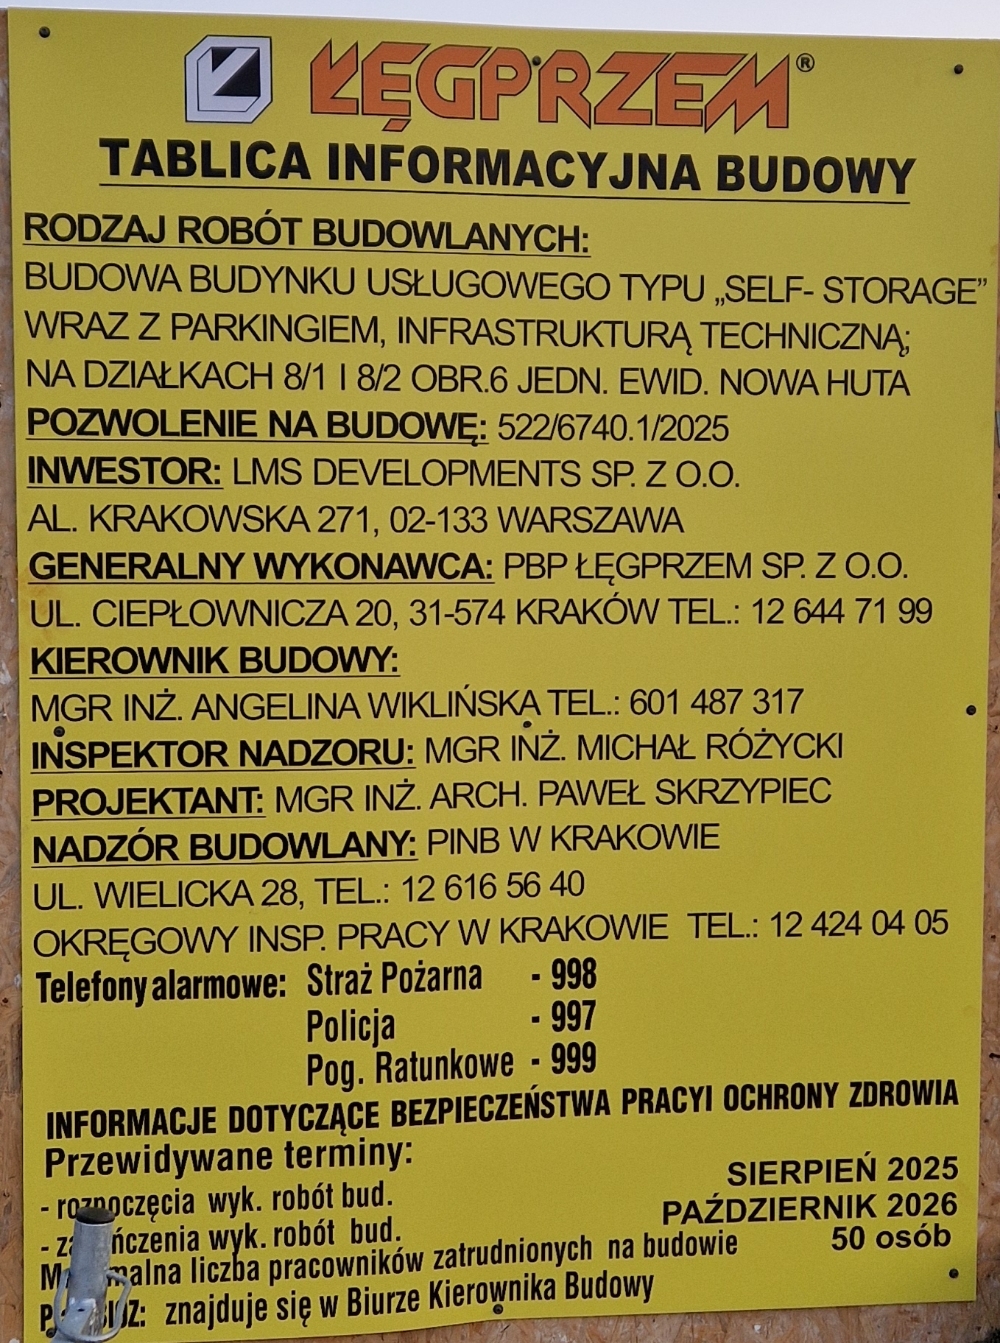 ŁĘGPRZEM®
TABLICA INFORMACYJNA BUDOWY
RODZAJ ROBÓT BUDOWLANYCH:
BUDOWA BUDYNKU USŁUGOWEGO TYPU „SELF- STORAGE”
WRAZ Z PARKINGIEM, INFRASTRUKTURĄ TECHNICZNĄ;
NA DZIAŁKACH 8/1 I 8/2 OBR.6 JEDN. EWID. NOWA HUTA
POZWOLENIE NA BUDOWĘ: 522/6740.1/2025
INWESTOR: LMS DEVELOPMENTS SP. Z O.O.
AL. KRAKOWSKA 271, 02-133 WARSZAWA
GENERALNY WYKONAWCA: PBP ŁĘGPRZEM SP. Z O.O.
UL. CIEPŁOWNICZA 20, 31-574 KRAKÓW TEL.: 12 644 71 99
KIEROWNIK BUDOWY:
MGR INŻ. ANGELINA WIKLIŃSKA TEL.: 601 487 317
INSPEKTOR NADZORU: MGR INŻ. MICHAŁ RÓŻYCKI
PROJEKTANT: MGR INŻ. ARCH. PAWEŁ SKRZYPIEC
NADZÓR BUDOWLANY: PINB W KRAKOWIE
UL. WIELICKA 28, TEL.: 12 616 56 40
OKRĘGOWY INSP. PRACY W KRAKOWIE TEL.: 12 424 04 05
Telefony alarmowe: Straż Pożarna - 998
Policja - 997
Pog. Ratunkowe - 999
INFORMACJE DOTYCZĄCE BEZPIECZEŃSTWA PRACYI OCHRONY ZDROWIA
Przewidywane terminy:
- rozpoczęcia wyk. robót bud. SIERPIEŃ 2025
- zakończenia wyk. robót bud. PAŹDZIERNIK 2026
liczba pracowników zatrudnionych na budowie 50 osób
znajduje się w Biurze Kierownika Budowy